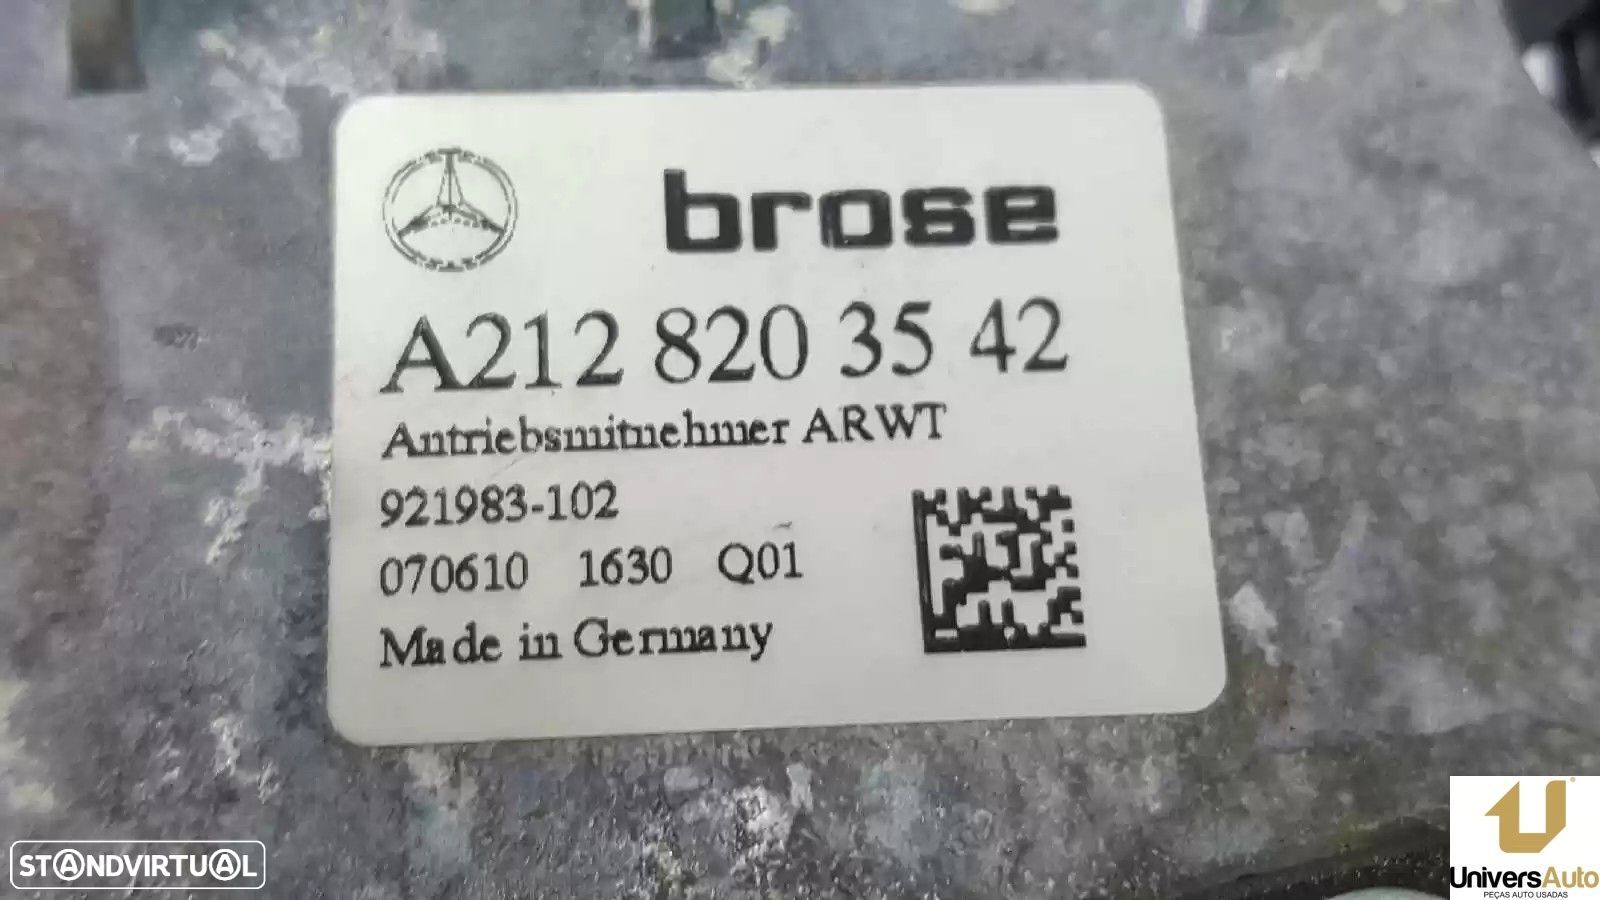 brose
A212 820 35 42
Antriebsmitnehmer ARWT
921983-102
070610 1630 Q01
Made in Germany
STANDVIRTUAL
UniversAuto
PEÇAS AUTO USADAS